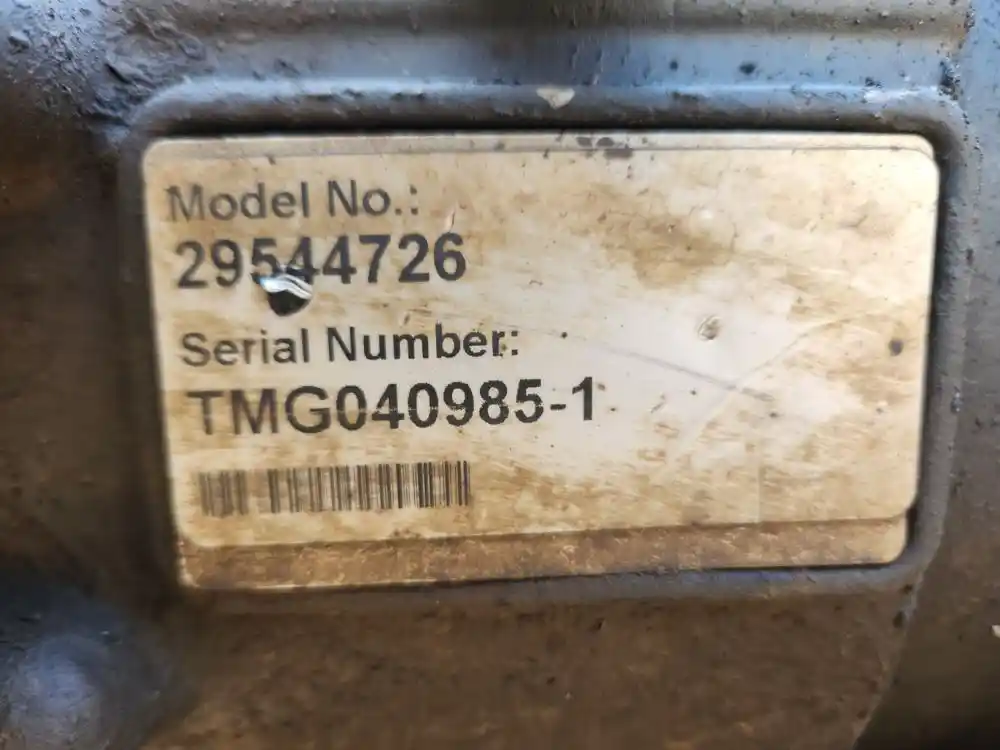 Model No.:
29544726
Serial Number:
TMG040985-1